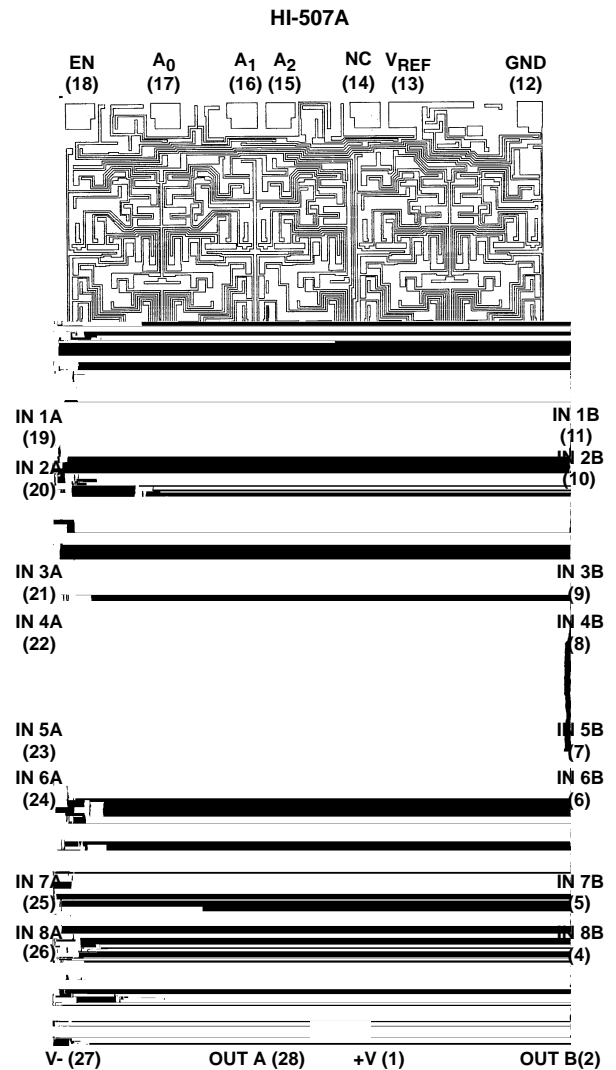 HI-507A
EN A0 A1 A2 NC VREF GND
(18) (17) (16) (15) (14) (13) (12)
IN 1A IN 1B
(19) (11)
IN 2A IN 2B
(20) (10)
IN 3A IN 3B
(21) (9)
IN 4A IN 4B
(22) (8)
IN 5A IN 5B
(23) (7)
IN 6A IN 6B
(24) (6)
IN 7A IN 7B
(25) (5)
IN 8A IN 8B
(26) (4)
V- (27) OUT A (28) +V (1) OUT B(2)